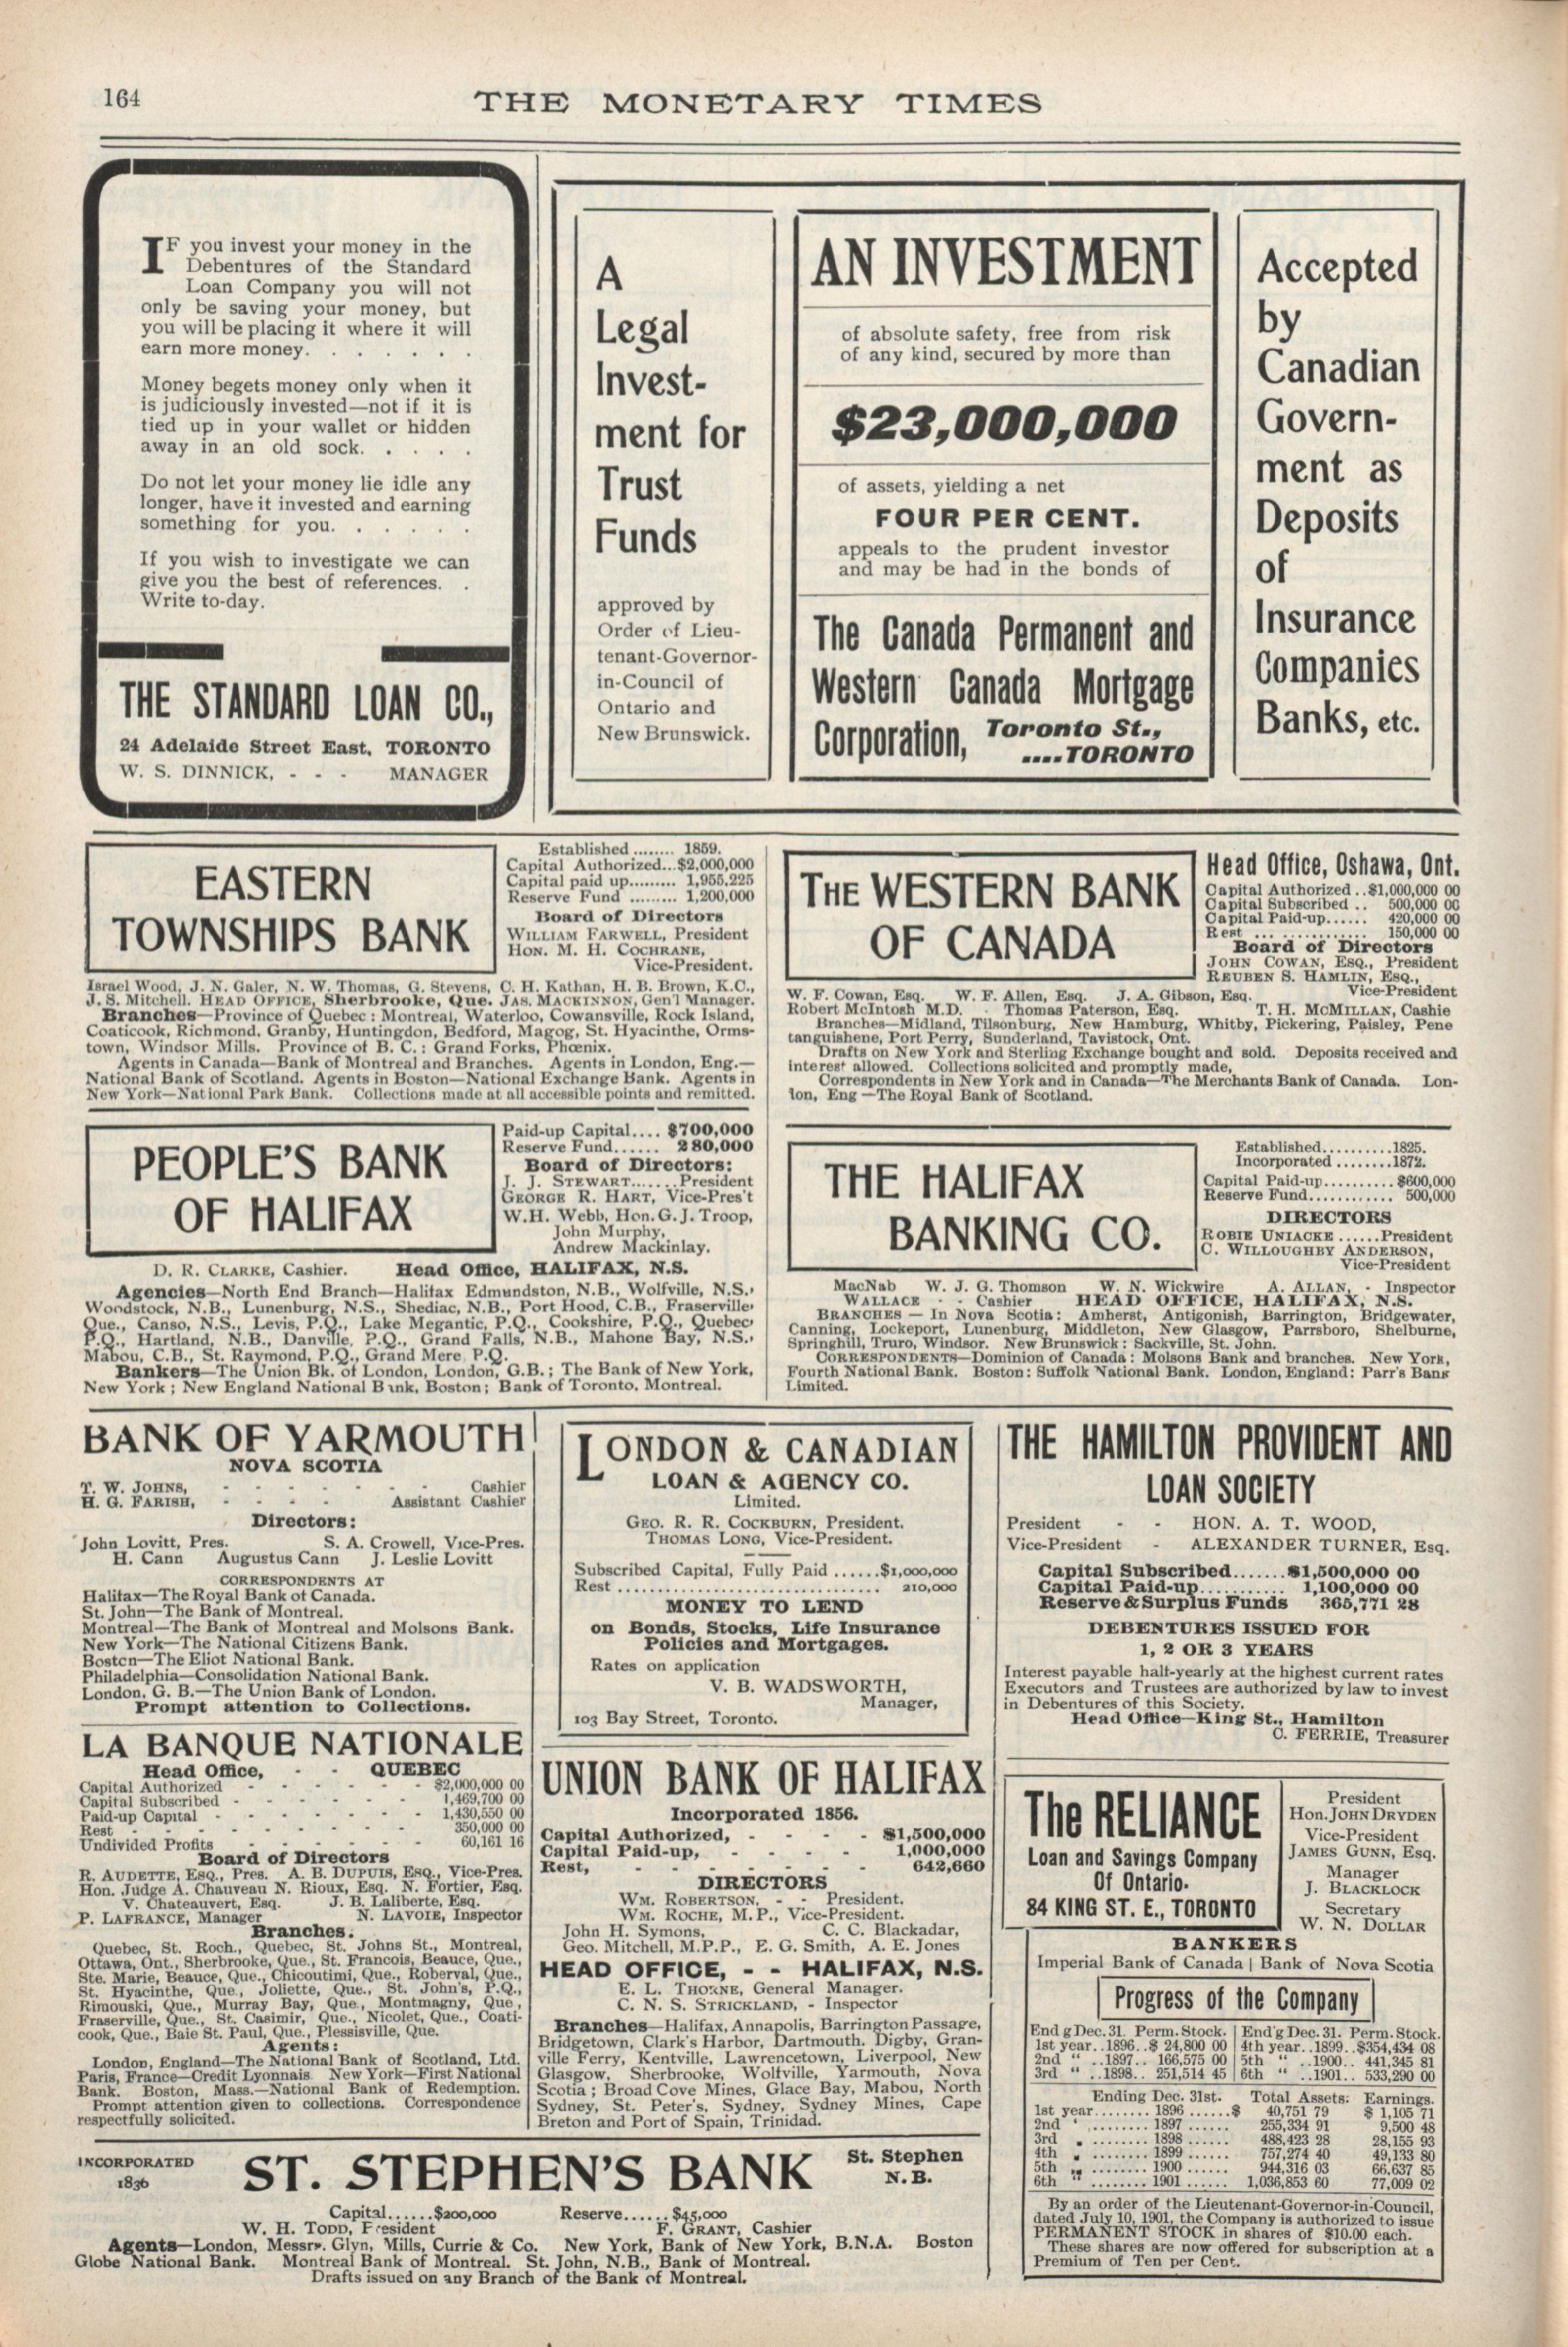 164
THE MONETARY TIMES
IF you invest your money in the
Debentures of the Standard
Loan Company you will not
only be saving your money, but
you will be placing it where it will
earn more money. . . . . . .
Money begets money only when it
is judiciously invested—not if it is
tied up in your wallet or hidden
away in an old sock. . . . . .
Do not let your money lie idle any
longer, have it invested and earning
something for you. . . . . .
If you wish to investigate we can
give you the best of references. .
Write to-day.
THE STANDARD LOAN CO.,
24 Adelaide Street East, TORONTO
W. S. DINNICK, - - - MANAGER
A
Legal
Invest-
ment for
Trust
Funds
approved by
Order of Lieu-
tenant-Governor-
in-Council of
Ontario and
New Brunswick.
AN INVESTMENT
of absolute safety, free from risk
of any kind, secured by more than
$23,000,000
of assets, yielding a net
FOUR PER CENT.
appeals to the prudent investor
and may be had in the bonds of
The Canada Permanent and
Western Canada Mortgage
Corporation, Toronto St.,
....TORONTO
Accepted
by
Canadian
Govern-
ment as
Deposits
of
Insurance
Companies
Banks, etc.
EASTERN
TOWNSHIPS BANK
Established ........ 1859.
Capital Authorized...$2,000,000
Capital paid up......... 1,955,225
Reserve Fund ......... 1,200,000
Board of Directors
WILLIAM FARWELL, President
HON. M. H. COCHRANE,
Vice-President.
Israel Wood, J. N. Galer, N. W. Thomas, G. Stevens, C. H. Kathan, H. B. Brown, K.C.,
J. S. Mitchell. HEAD OFFICE, Sherbrooke, Que. JAS. MACKINNON, Gen'l Manager.
Branches—Province of Quebec : Montreal, Waterloo, Cowansville, Rock Island,
Coaticook, Richmond, Granby, Huntingdon, Bedford, Magog, St. Hyacinthe, Orms-
town, Windsor Mills. Province of B. C. : Grand Forks, Phœnix.
Agents in Canada—Bank of Montreal and Branches. Agents in London, Eng.—
National Bank of Scotland. Agents in Boston—National Exchange Bank. Agents in
New York—National Park Bank. Collections made at all accessible points and remitted.
THE WESTERN BANK
OF CANADA
Head Office, Oshawa, Ont.
Capital Authorized ..$1,000,000 00
Capital Subscribed .. 500,000 00
Capital Paid-up...... 420,000 00
Rest ... ............. 150,000 00
Board of Directors
JOHN COWAN, ESQ., President
REUBEN S. HAMLIN, ESQ.,
Vice-President
W. F. Cowan, Esq. W. F. Allen, Esq. J. A. Gibson, Esq.
Robert McIntosh M.D. Thomas Paterson, Esq. T. H. MCMILLAN, Cashie
Branches—Midland, Tilsonburg, New Hamburg, Whitby, Pickering, Paisley, Pene
tanguishene, Port Perry, Sunderland, Tavistock, Ont.
Drafts on New York and Sterling Exchange bought and sold. Deposits received and
Interest allowed. Collections solicited and promptly made,
Correspondents in New York and in Canada—The Merchants Bank of Canada. Lon-
don, Eng —The Royal Bank of Scotland.
PEOPLE'S BANK
OF HALIFAX
Paid-up Capital.... $700,000
Reserve Fund...... 280,000
Board of Directors:
J. J. STEWART.......President
GEORGE R. HART, Vice-Pres't
W.H. Webb, Hon. G. J. Troop,
John Murphy,
Andrew Mackinlay.
D. R. CLARKE, Cashier. Head Office, HALIFAX, N.S.
Agencies—North End Branch—Halifax Edmundston, N.B., Wolfville, N.S.,
Woodstock, N.B., Lunenburg, N.S., Shediac, N.B., Port Hood, C.B., Fraserville,
Que., Canso, N.S., Levis, P.Q., Lake Megantic, P.Q., Cookshire, P.Q., Quebec,
P.Q., Hartland, N.B., Danville, P.Q., Grand Falls, N.B., Mahone Bay, N.S.,
Mabou, C.B., St. Raymond, P.Q., Grand Mere P.Q.
Bankers—The Union Bk. of London, London, G.B. ; The Bank of New York,
New York ; New England National Bank, Boston ; Bank of Toronto, Montreal.
THE HALIFAX
BANKING CO.
Established..........1825.
Incorporated ........1872.
Capital Paid-up..........$600,000
Reserve Fund............ 500,000
DIRECTORS
ROBIE UNIACKE ......President
C. WILLOUGHBY ANDERSON,
Vice-President
MacNab W. J. G. Thomson W. N. Wickwire A. ALLAN, - Inspector
WALLACE - - Cashier HEAD OFFICE, HALIFAX, N.S.
BRANCHES — In Nova Scotia: Amherst, Antigonish, Barrington, Bridgewater,
Canning, Lockeport, Lunenburg, Middleton, New Glasgow, Parrsboro, Shelburne,
Springhill, Truro, Windsor. New Brunswick : Sackville, St. John.
CORRESPONDENTS—Dominion of Canada : Molsons Bank and branches. New York,
Fourth National Bank. Boston: Suffolk National Bank. London, England: Parr's Bank
Limited.
BANK OF YARMOUTH
NOVA SCOTIA
T. W. JOHNS, - - - - - - - Cashier
H. G. FARISH, - - - - Assistant Cashier
Directors:
John Lovitt, Pres. S. A. Crowell, Vice-Pres.
H. Cann Augustus Cann J. Leslie Lovitt
CORRESPONDENTS AT
Halifax—The Royal Bank of Canada.
St. John—The Bank of Montreal.
Montreal—The Bank of Montreal and Molsons Bank.
New York—The National Citizens Bank.
Boston—The Eliot National Bank.
Philadelphia—Consolidation National Bank.
London, G. B.—The Union Bank of London.
Prompt attention to Collections.
LONDON & CANADIAN
LOAN & AGENCY CO.
Limited.
GEO. R. R. COCKBURN, President.
THOMAS LONG, Vice-President.
Subscribed Capital, Fully Paid ......$1,000,000
Rest ................................ 210,000
MONEY TO LEND
on Bonds, Stocks, Life Insurance
Policies and Mortgages.
Rates on application
V. B. WADSWORTH,
Manager,
103 Bay Street, Toronto.
THE HAMILTON PROVIDENT AND
LOAN SOCIETY
President - - HON. A. T. WOOD,
Vice-President - ALEXANDER TURNER, Esq.
Capital Subscribed.......$1,500,000 00
Capital Paid-up........... 1,100,000 00
Reserve & Surplus Funds 365,771 28
DEBENTURES ISSUED FOR
1, 2 OR 3 YEARS
Interest payable half-yearly at the highest current rates
Executors and Trustees are authorized by law to invest
in Debentures of this Society.
Head Office—King St., Hamilton
C. FERRIE, Treasurer
LA BANQUE NATIONALE
Head Office, - - QUEBEC
Capital Authorized - - - - - - $2,000,000 00
Capital Subscribed - - - - - - 1,469,700 00
Paid-up Capital - - - - - - - 1,430,550 00
Rest - - - - - - - - 350,000 00
Undivided Profits - - - - - - 60,161 16
Board of Directors
R. AUDETTE, ESQ., Pres. A. B. DUPUIS, ESQ., Vice-Pres.
Hon. Judge A. Chauveau N. Rioux, Esq. N. Fortier, Esq.
V. Chateauvert, Esq. J. B. Laliberte, Esq.
P. LAFRANCE, Manager N. LAVOIE, Inspector
Branches:
Quebec, St. Roch., Quebec, St. Johns St., Montreal,
Ottawa, Ont., Sherbrooke, Que., St. Francois, Beauce, Que.,
Ste. Marie, Beauce, Que., Chicoutimi, Que., Roberval, Que.,
St. Hyacinthe, Que., Joliette, Que., St. John's, P.Q.,
Rimouski, Que., Murray Bay, Que., Montmagny, Que,
Fraserville, Que., St. Casimir, Que., Nicolet, Que., Coati-
cook, Que., Baie St. Paul, Que., Plessisville, Que.
Agents :
London, England—The National Bank of Scotland, Ltd.
Paris, France—Credit Lyonnais New York—First National
Bank. Boston, Mass.—National Bank of Redemption.
Prompt attention given to collections. Correspondence
respectfully solicited.
UNION BANK OF HALIFAX
Incorporated 1856.
Capital Authorized, - - - - $1,500,000
Capital Paid-up, - - - - 1,000,000
Rest, - - - - - - - 642,660
DIRECTORS
WM. ROBERTSON, - - President.
WM. ROCHE, M.P., Vice-President.
John H. Symons, C. C. Blackadar,
Geo. Mitchell, M.P.P., E. G. Smith, A. E. Jones
HEAD OFFICE, - - HALIFAX, N.S.
E. L. THORNE, General Manager.
C. N. S. STRICKLAND, - Inspector
Branches—Halifax, Annapolis, Barrington Passage,
Bridgetown, Clark's Harbor, Dartmouth. Digby, Gran-
ville Ferry, Kentville, Lawrencetown, Liverpool, New
Glasgow, Sherbrooke, Wolfville, Yarmouth, Nova
Scotia ; Broad Cove Mines, Glace Bay, Mabou, North
Sydney, St. Peter's, Sydney, Sydney Mines, Cape
Breton and Port of Spain, Trinidad.
The RELIANCE
Loan and Savings Company
Of Ontario.
84 KING ST. E., TORONTO
President
Hon. JOHN DRYDEN
Vice-President
JAMES GUNN, Esq.
Manager
J. BLACKLOCK
Secretary
W. N. DOLLAR
BANKERS
Imperial Bank of Canada | Bank of Nova Scotia
Progress of the Company
End g Dec. 31. Perm. Stock. | End'g Dec. 31. Perm. Stock.
1st year..1896..$ 24,800 00 | 4th year..1899..$354,434 08
2nd " ..1897.. 166,575 00 | 5th " ..1900.. 441,345 81
3rd " ..1898.. 251,514 45 | 6th " ..1901.. 533,290 00
Ending Dec. 31st. Total Assets: Earnings.
1st year........ 1896 ......$ 40,751 79 $ 1,105 71
2nd ' ........ 1897 ...... 255,334 91 9,500 48
3rd " ........ 1898 ...... 488,423 28 28,155 93
4th " ........ 1899 ...... 757,274 40 49,133 80
5th " ........ 1900 ...... 944,316 03 66,637 85
6th " ........ 1901 ...... 1,036,853 60 77,009 02
By an order of the Lieutenant-Governor-in-Council,
dated July 10, 1901, the Company is authorized to issue
PERMANENT STOCK in shares of $10.00 each.
These shares are now offered for subscription at a
Premium of Ten per Cent.
INCORPORATED
1836
ST. STEPHEN'S BANK
St. Stephen
N. B.
Capital......$200,000 Reserve......$45,000
W. H. TODD, President F. GRANT, Cashier
Agents—London, Messrs. Glyn, Mills, Currie & Co. New York, Bank of New York, B.N.A. Boston
Globe National Bank. Montreal Bank of Montreal. St. John, N.B., Bank of Montreal.
Drafts issued on any Branch of the Bank of Montreal.